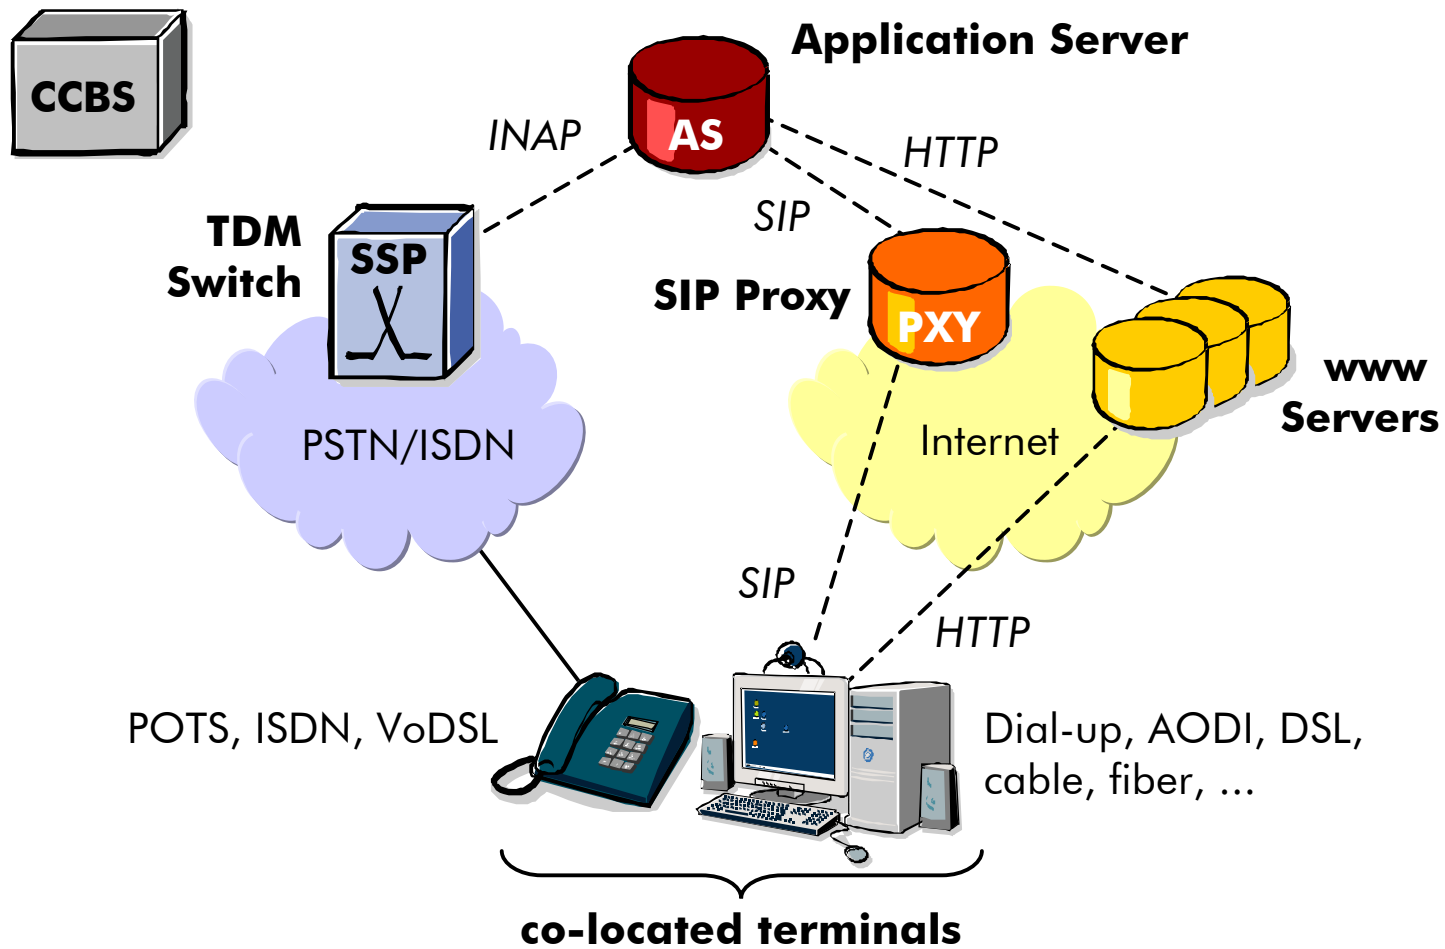 CCBS
Application Server
AS
INAP
HTTP
SIP
TDM
Switch
SSP
SIP Proxy
PXY
www
Servers
PSTN/ISDN
Internet
SIP
HTTP
POTS, ISDN, VoDSL
Dial-up, AODI, DSL,
cable, fiber, ...
co-located terminals